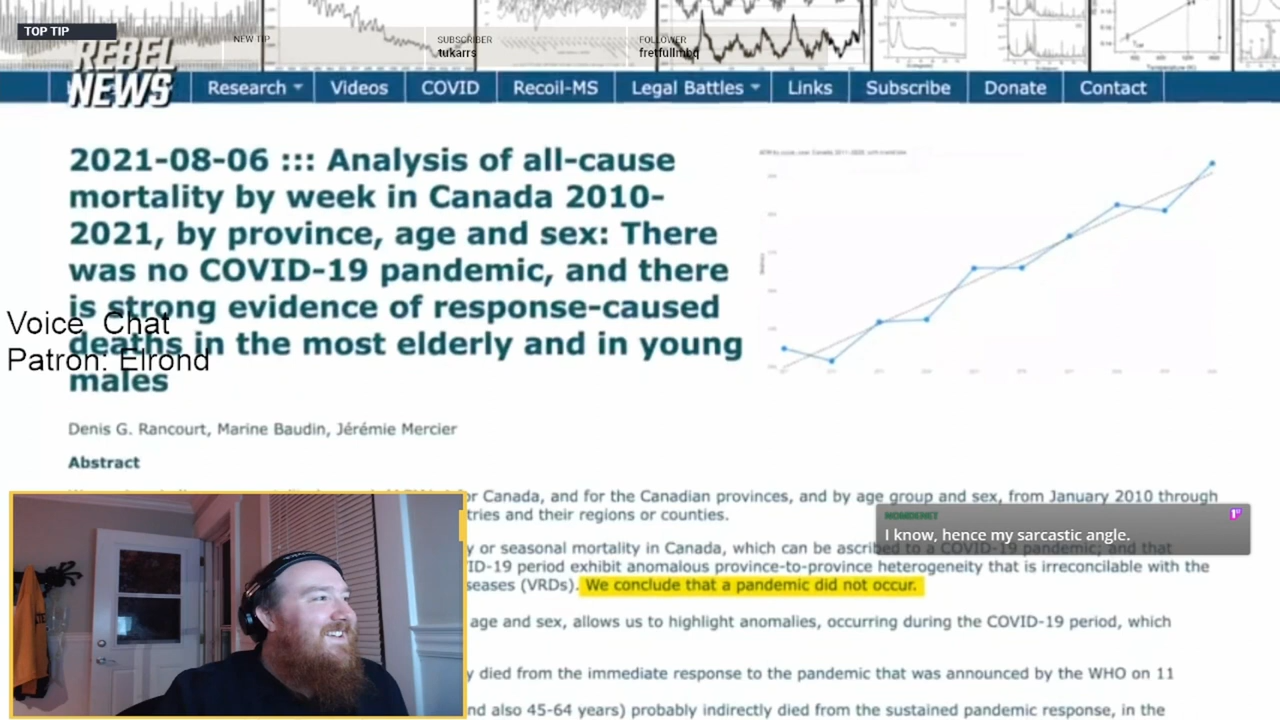 TOP TIP
NEW TIP
SUBSCRIBER
tukarrs
FOLLOWER
fretfullmbq
REBEL
NEWS
Research
Videos
COVID
Recoil-MS
Legal Battles
Links
Subscribe
Donate
Contact
2021-08-06 ::: Analysis of all-cause
mortality by week in Canada 2010-
2021, by province, age and sex: There
was no COVID-19 pandemic, and there
is strong evidence of response-caused
deaths in the most elderly and in young
males
Voice Chat
Patron: Elrond
Denis G. Rancourt, Marine Baudin, Jérémie Mercier
Abstract
for Canada, and for the Canadian provinces, and by age group and sex, from January 2010 through
tries and their regions or counties.
NOMDENET
I know, hence my sarcastic angle.
y or seasonal mortality in Canada, which can be ascribed to a COVID-19 pandemic; and that
ID-19 period exhibit anomalous province-to-province heterogeneity that is irreconcilable with the
seases (VRDs). We conclude that a pandemic did not occur.
age and sex, allows us to highlight anomalies, occurring during the COVID-19 period, which
y died from the immediate response to the pandemic that was announced by the WHO on 11
nd also 45-64 years) probably indirectly died from the sustained pandemic response, in the